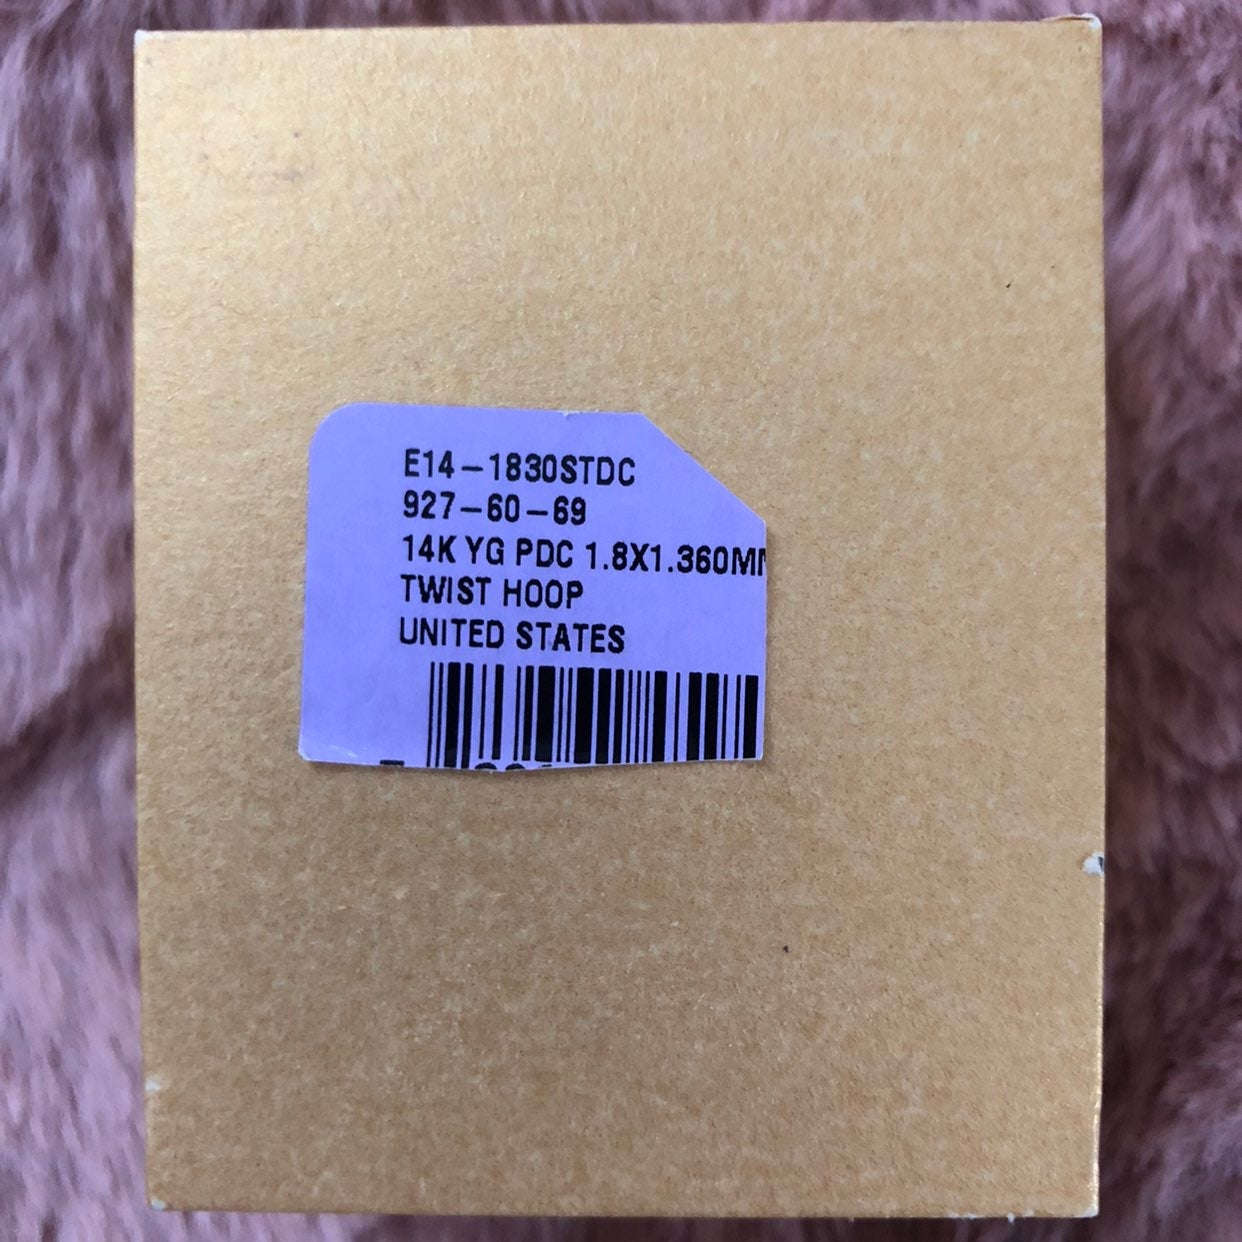 E14-1830STDC
927-60-69
14K YG PDC 1.8X1.360MM
TWIST HOOP
UNITED STATES